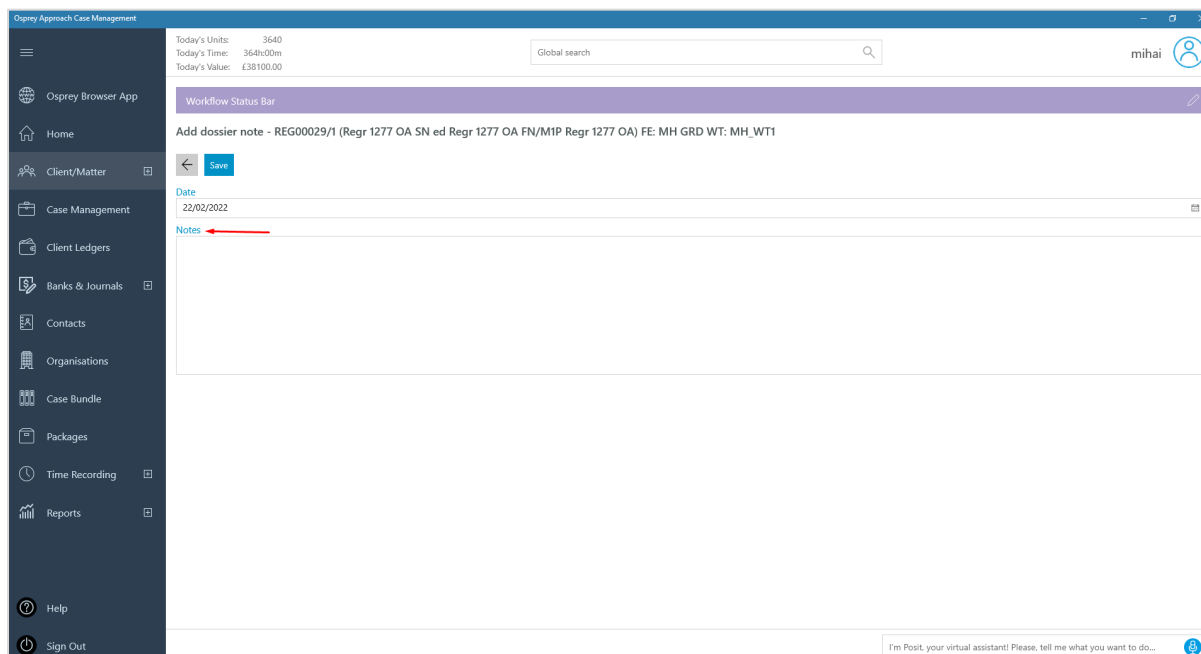 Osprey Approach Case Management
Today's Units: 3640
Today's Time: 364h:00m
Today's Value: £38100.00
Global search
mihai
Osprey Browser App
Home
Client/Matter
Case Management
Client Ledgers
Banks & Journals
Contacts
Organisations
Case Bundle
Packages
Time Recording
Reports
Help
Sign Out
Workflow Status Bar
Add dossier note - REG00029/1 (Regr 1277 OA SN ed Regr 1277 OA FN/M1P Regr 1277 OA) FE: MH GRD WT: MH_WT1
Save
Date
22/02/2022
Notes
I'm Posit, your virtual assistant! Please, tell me what you want to do...